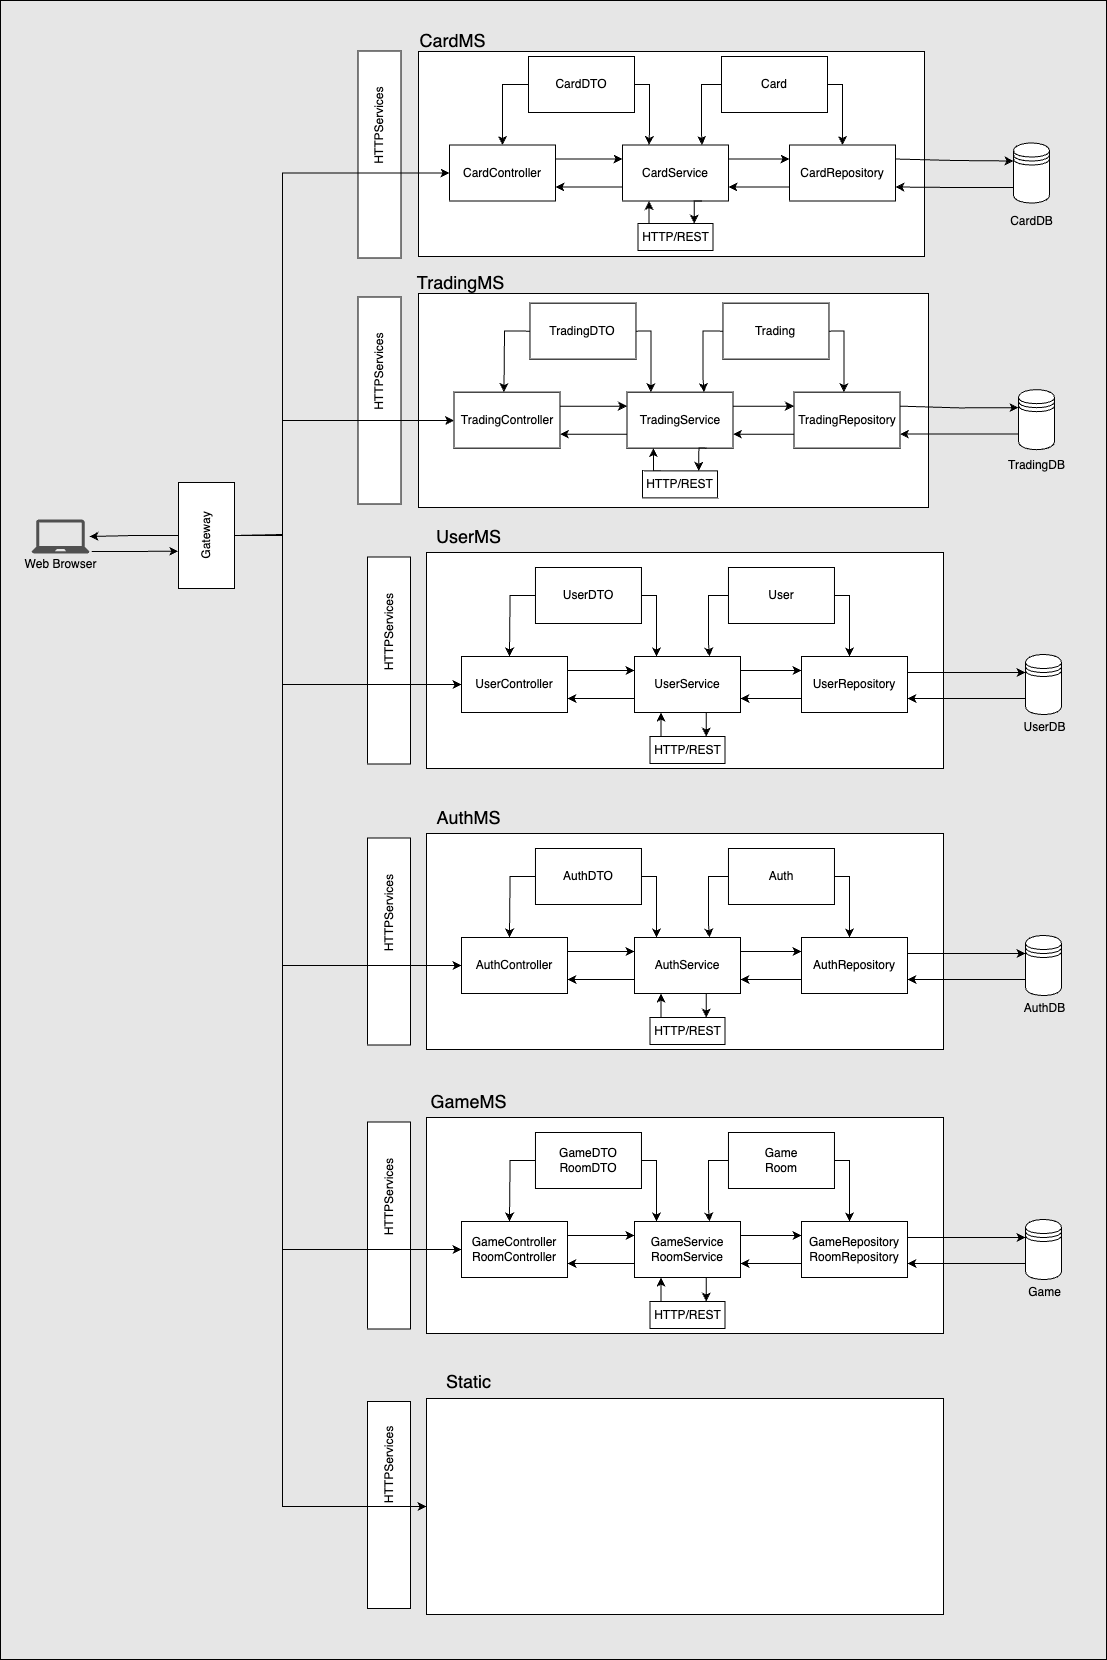 CardMS
HTTPServices
CardDTO
Card
CardController
CardService
CardRepository
HTTP/REST
CardDB
TradingMS
HTTPServices
TradingDTO
Trading
TradingController
TradingService
TradingRepository
HTTP/REST
TradingDB
Web Browser
Gateway
UserMS
HTTPServices
UserDTO
User
UserController
UserService
UserRepository
HTTP/REST
UserDB
AuthMS
HTTPServices
AuthDTO
Auth
AuthController
AuthService
AuthRepository
HTTP/REST
AuthDB
GameMS
HTTPServices
GameDTO
RoomDTO
Game
Room
GameController
RoomController
GameService
RoomService
GameRepository
RoomRepository
HTTP/REST
Game
Static
HTTPServices